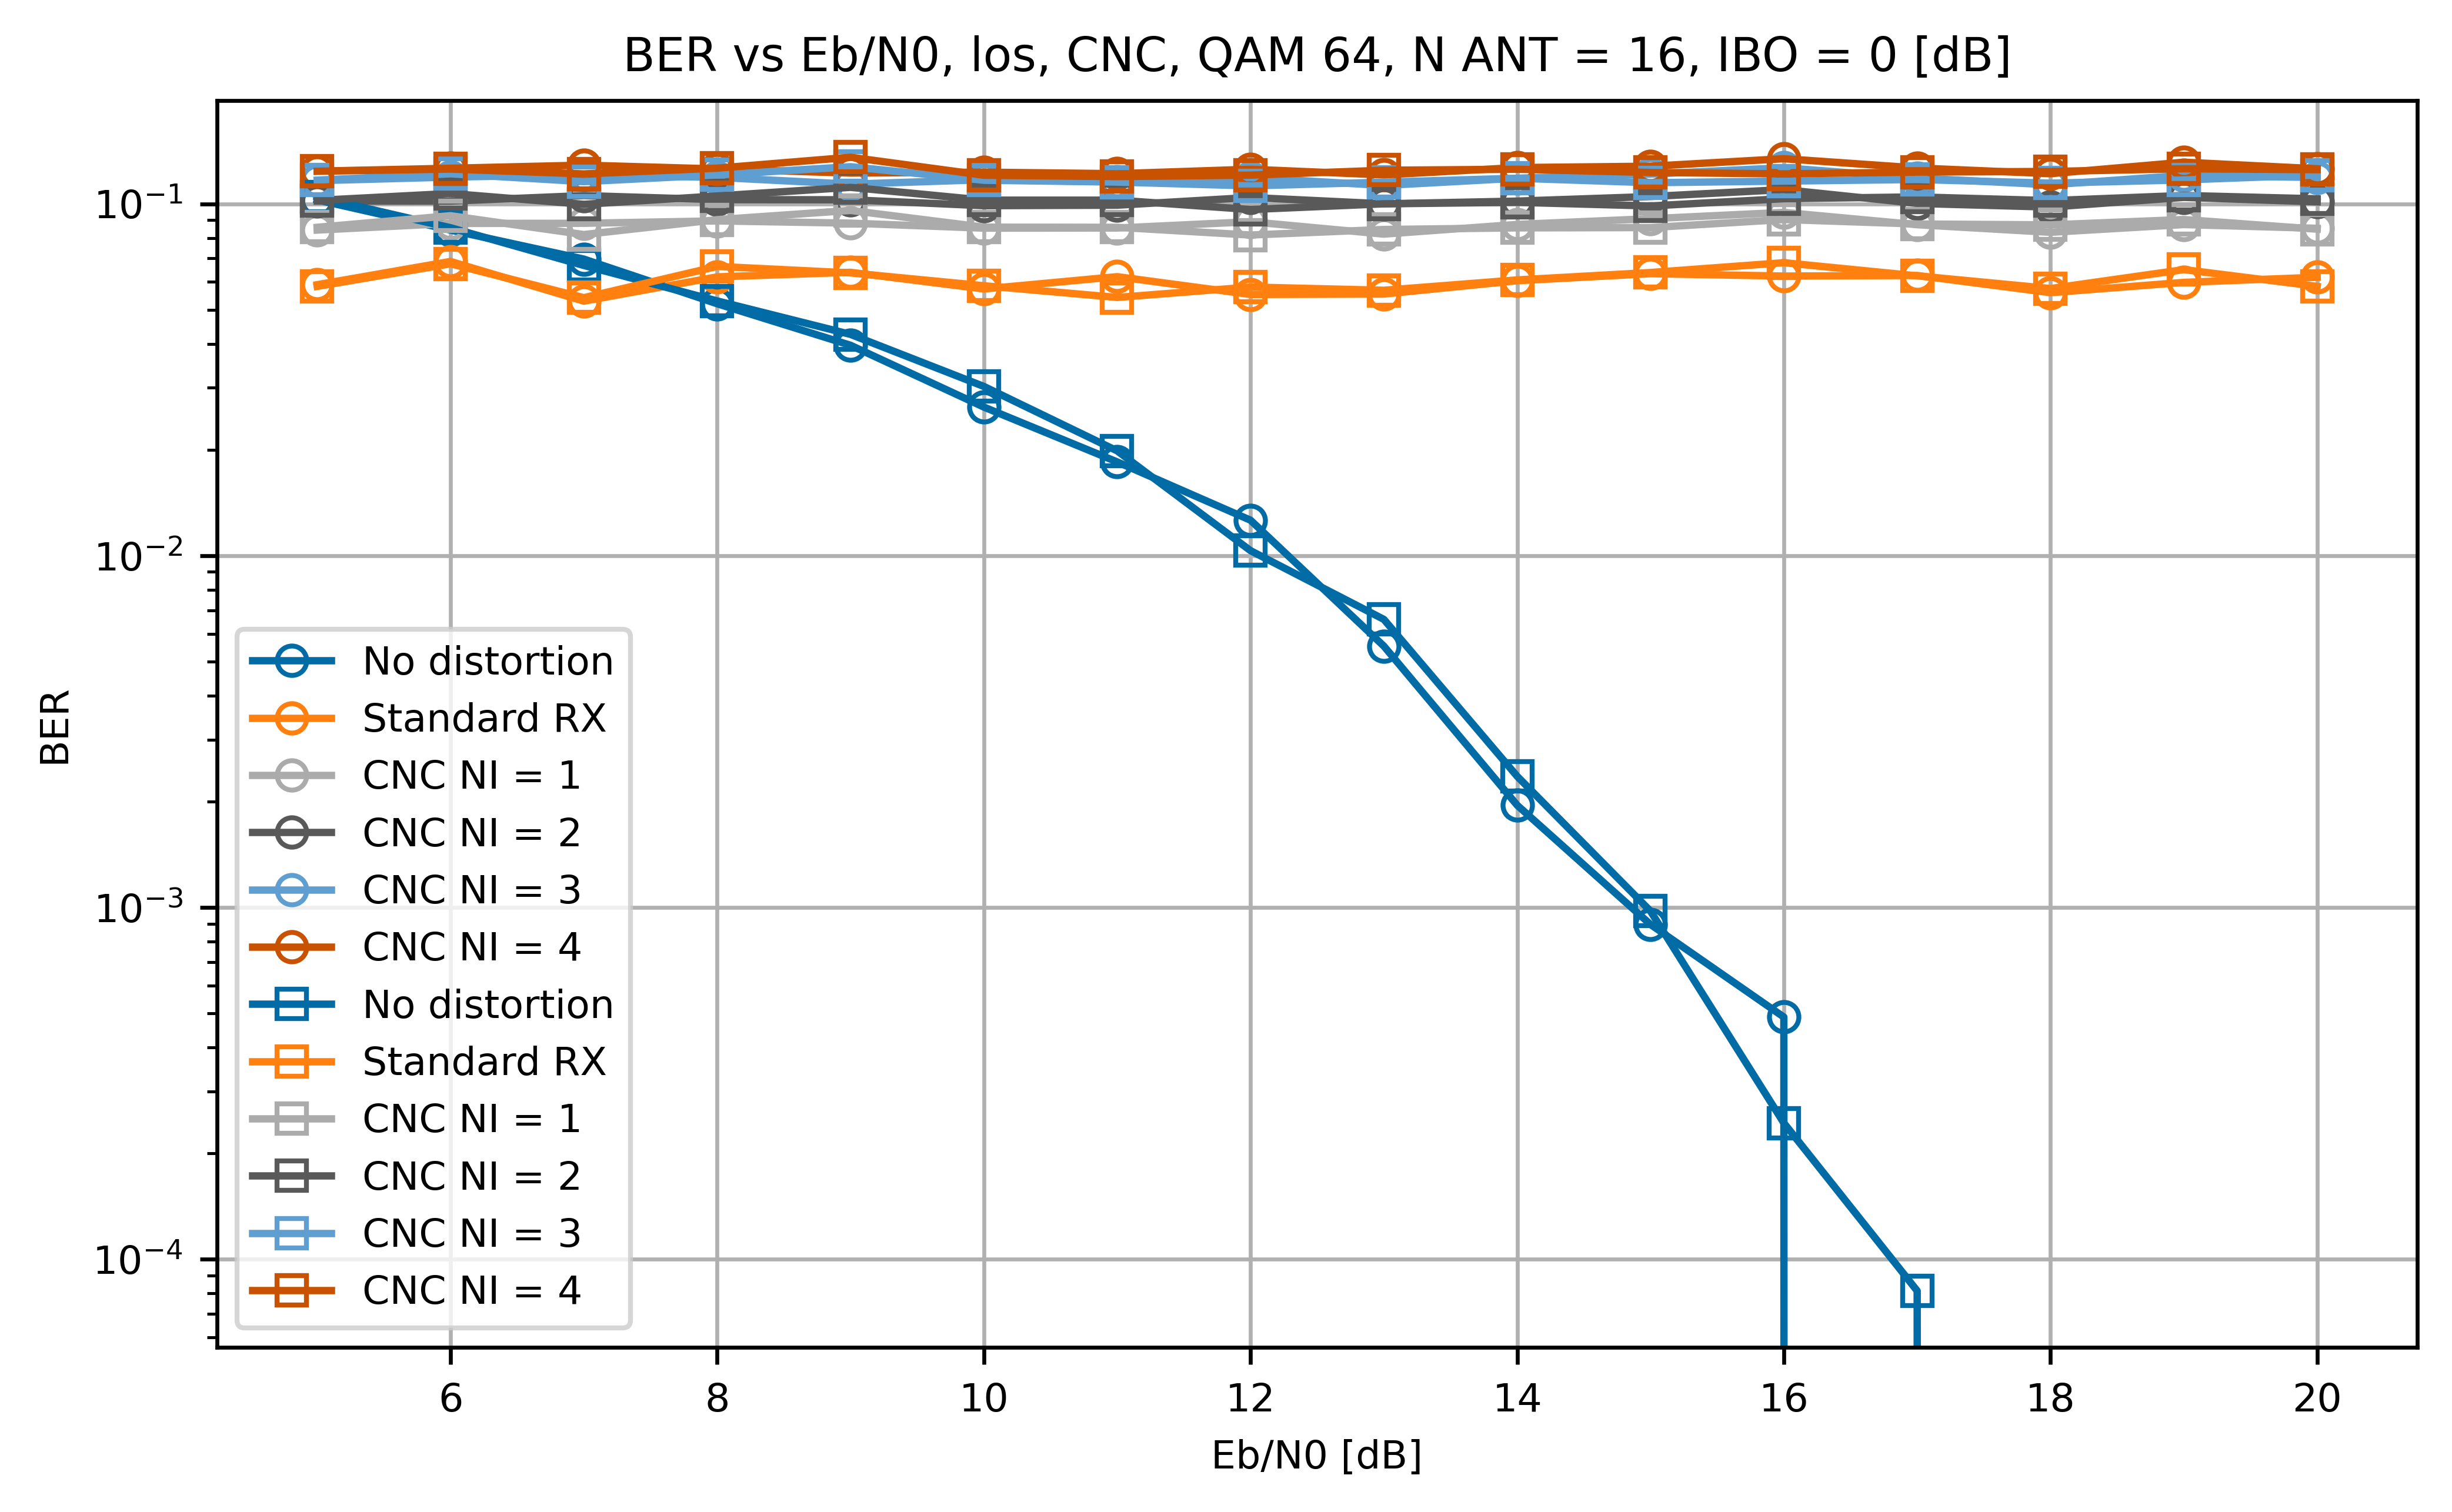 BER vs Eb/N0, los, CNC, QAM 64, N ANT = 16, IBO = 0 [dB]
BER
10⁻¹
10⁻²
10⁻³
10⁻⁴
No distortion
Standard RX
CNC NI = 1
CNC NI = 2
CNC NI = 3
CNC NI = 4
No distortion
Standard RX
CNC NI = 1
CNC NI = 2
CNC NI = 3
CNC NI = 4
6 8 10 12 14 16 18 20
Eb/N0 [dB]